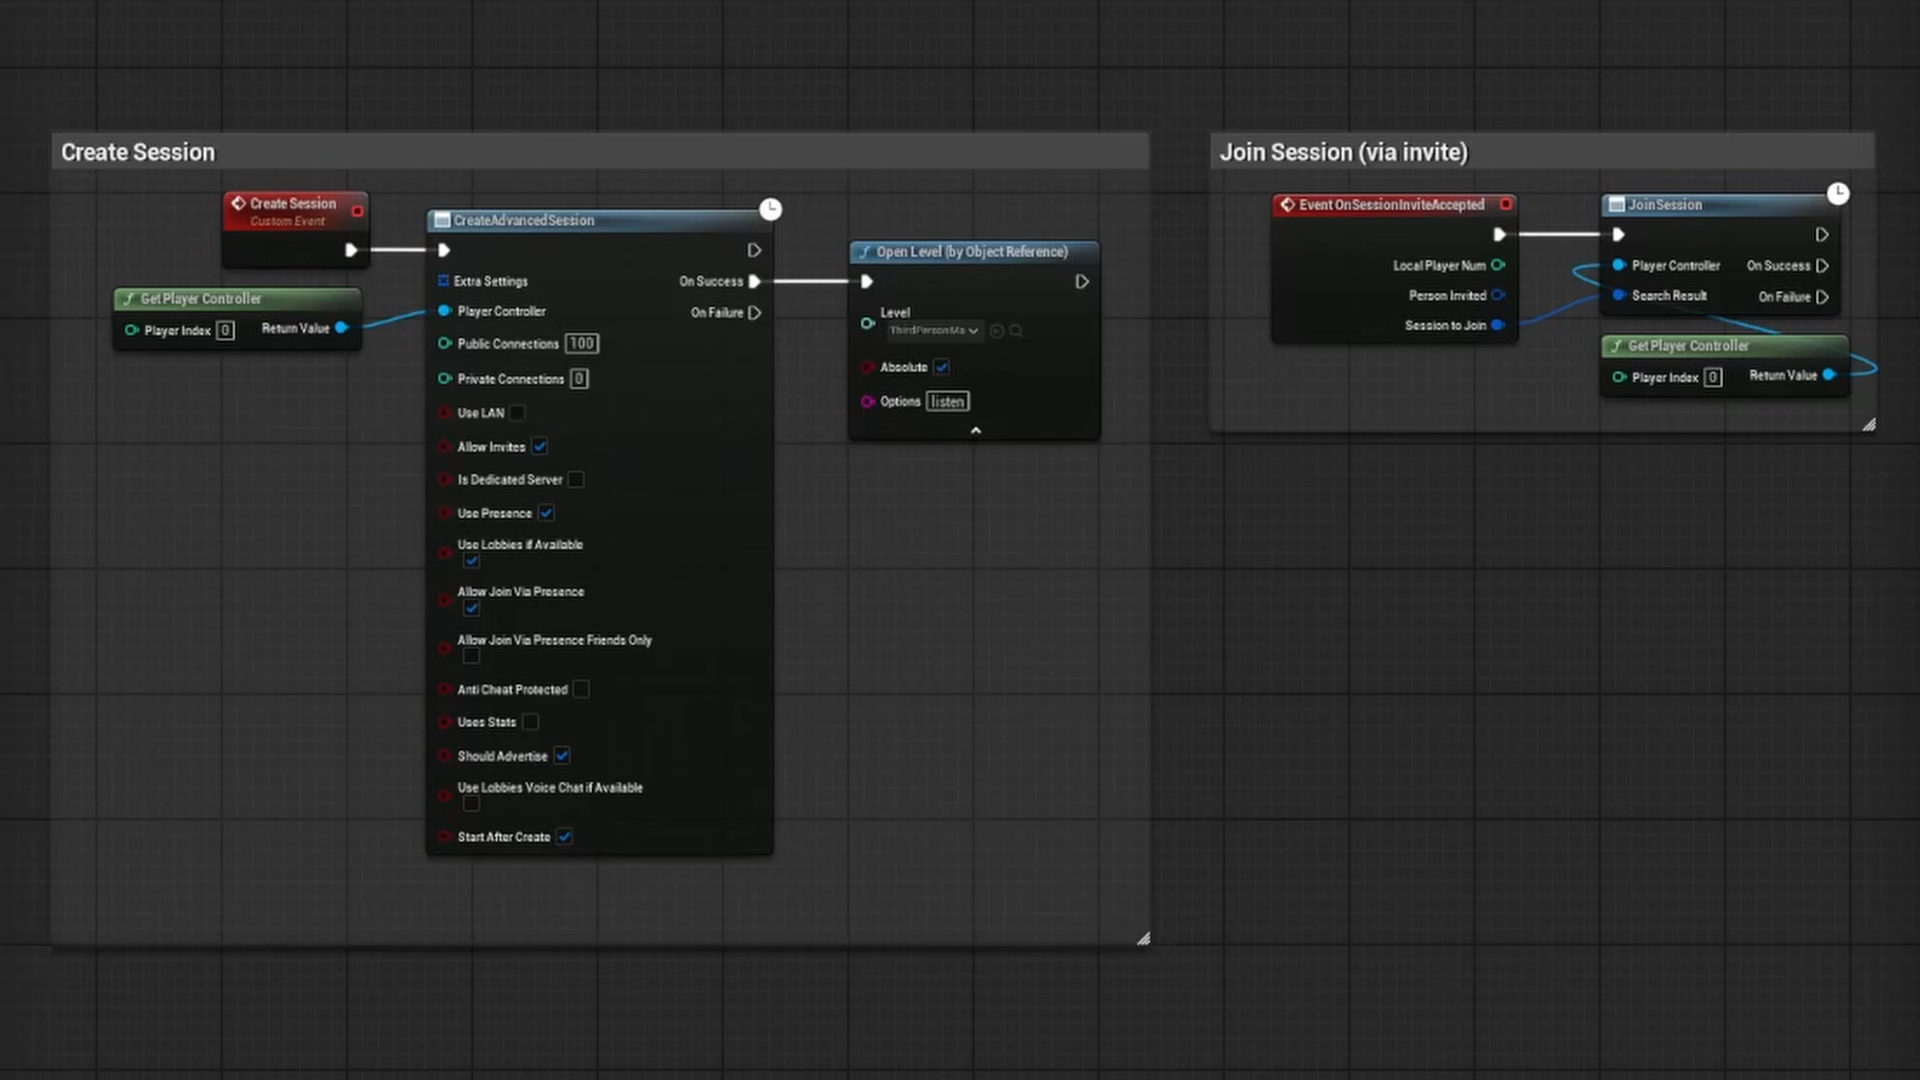 Create Session
Create Session
Custom Event
Get Player Controller
Player Index 0
Return Value
CreateAdvancedSession
Extra Settings
On Success
Player Controller
On Failure
Public Connections 100
Private Connections 0
Use LAN
Allow Invites
Is Dedicated Server
Use Presence
Use Lobbies if Available
Allow Join Via Presence
Allow Join Via Presence Friends Only
Anti Cheat Protected
Uses Stats
Should Advertise
Use Lobbies Voice Chat if Available
Start After Create
Open Level (by Object Reference)
Level
ThirdPersonMa
Absolute
Options listen
Join Session (via invite)
Event OnSessionInviteAccepted
Local Player Num
Person Invited
Session to Join
JoinSession
Player Controller
On Success
Search Result
On Failure
Get Player Controller
Player Index 0
Return Value